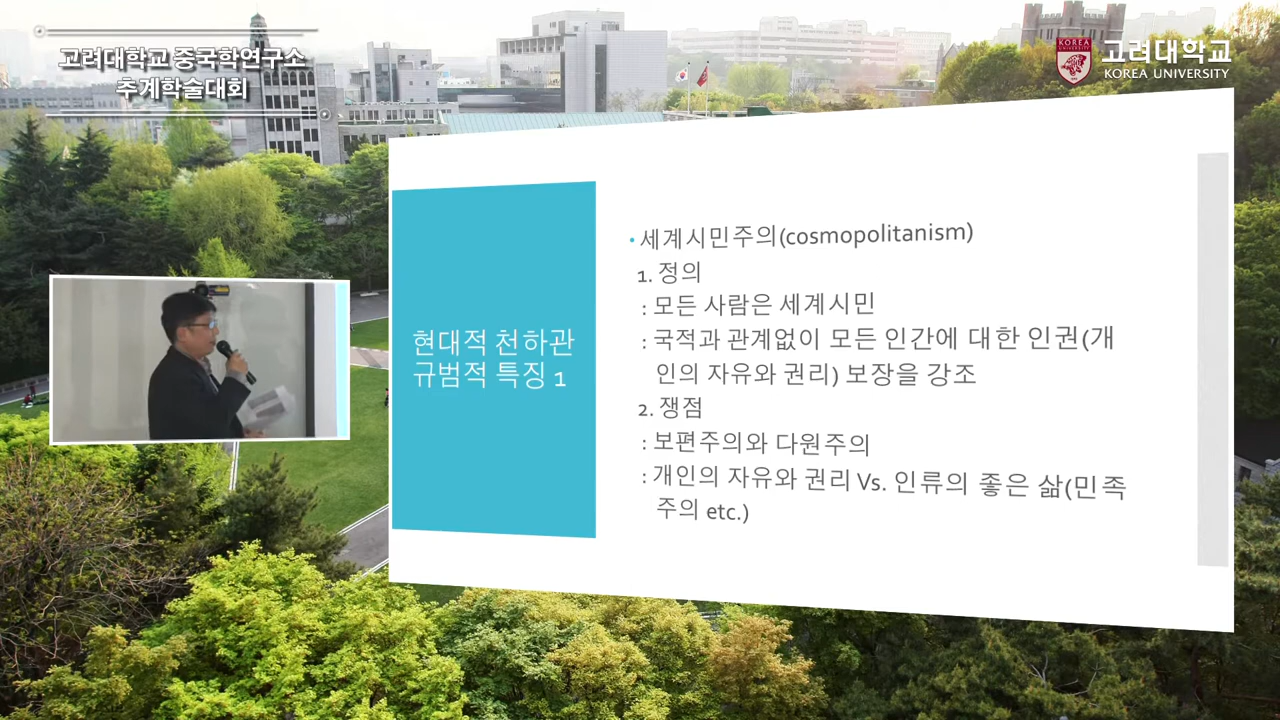 고려대학교 중국학연구소
추계학술대회
KOREA
UNIVERSITY
고려대학교
KOREA UNIVERSITY
현대적 천하관
규범적 특징 1
• 세계시민주의(cosmopolitanism)
1. 정의
: 모든 사람은 세계시민
: 국적과 관계없이 모든 인간에 대한 인권(개
인의 자유와 권리) 보장을 강조
2. 쟁점
: 보편주의와 다원주의
: 개인의 자유와 권리 Vs. 인류의 좋은 삶(민족
주의 etc.)